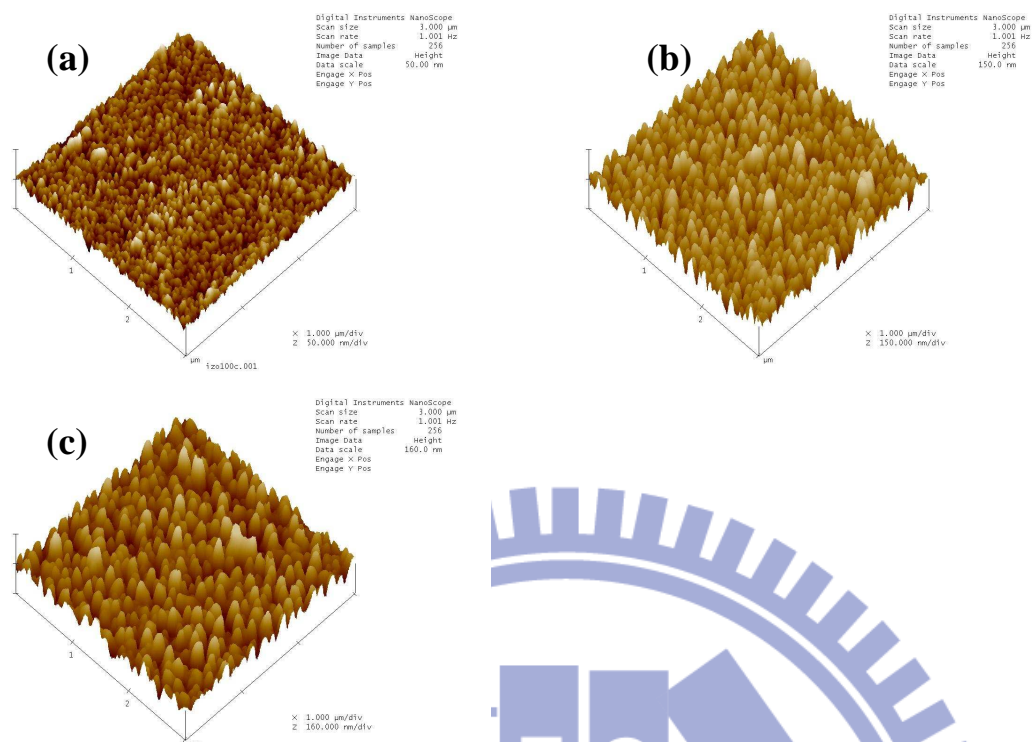 (a)
Digital Instruments NanoScope
Scan size 3.000 µm
Scan rate 1.001 Hz
Number of samples 256
Image Data Height
Data scale 50.00 nm
Engage X Pos
Engage Y Pos
1
2
µm
X 1.000 µm/div
Z 50.000 nm/div
izo100c.001
(b)
Digital Instruments NanoScope
Scan size 3.000 µm
Scan rate 1.001 Hz
Number of samples 256
Image Data Height
Data scale 150.0 nm
Engage X Pos
Engage Y Pos
1
2
µm
X 1.000 µm/div
Z 150.000 nm/div
(c)
Digital Instruments NanoScope
Scan size 3.000 µm
Scan rate 1.001 Hz
Number of samples 256
Image Data Height
Data scale 160.0 nm
Engage X Pos
Engage Y Pos
1
2
X 1.000 µm/div
Z 160.000 nm/div